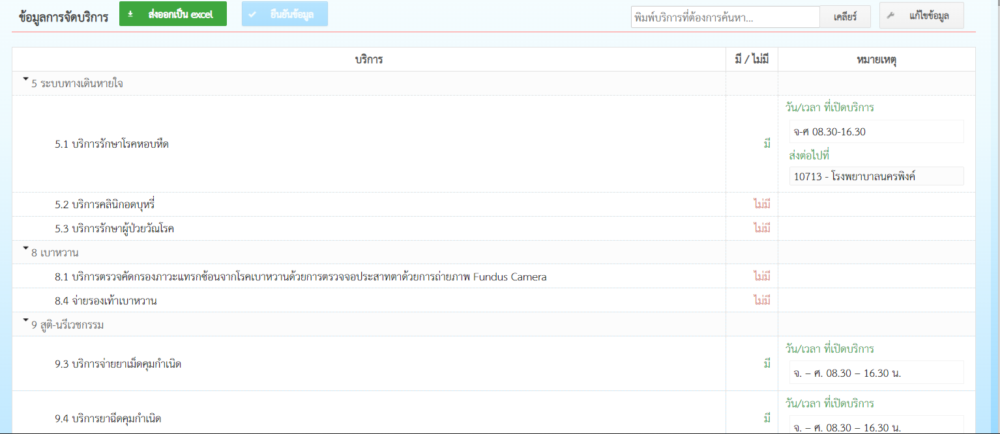 ข้อมูลการจัดบริการ ส่งออกเป็น excel ยืนยันข้อมูล พิมพ์บริการที่ต้องการค้นหา... เคลียร์ แก้ไขข้อมูล
บริการ มี / ไม่มี หมายเหตุ
5 ระบบทางเดินหายใจ
5.1 บริการรักษาโรคหอบหืด มี
วัน/เวลา ที่เปิดบริการ
จ-ศ 08.30-16.30
ส่งต่อไปที่
10713 - โรงพยาบาลนครพิงค์
5.2 บริการคลินิกอดบุหรี่ ไม่มี
5.3 บริการรักษาผู้ป่วยวัณโรค ไม่มี
8 เบาหวาน
8.1 บริการตรวจคัดกรองภาวะแทรกซ้อนจากโรคเบาหวานด้วยการตรวจจอประสาทตาด้วยการถ่ายภาพ Fundus Camera ไม่มี
8.4 จ่ายรองเท้าเบาหวาน ไม่มี
9 สูติ-นรีเวชกรรม
9.3 บริการจ่ายยาเม็ดคุมกำเนิด มี
วัน/เวลา ที่เปิดบริการ
จ. – ศ. 08.30 – 16.30 น.
9.4 บริการยาฉีดคุมกำเนิด มี
วัน/เวลา ที่เปิดบริการ
จ. – ศ. 08.30 – 16.30 น.